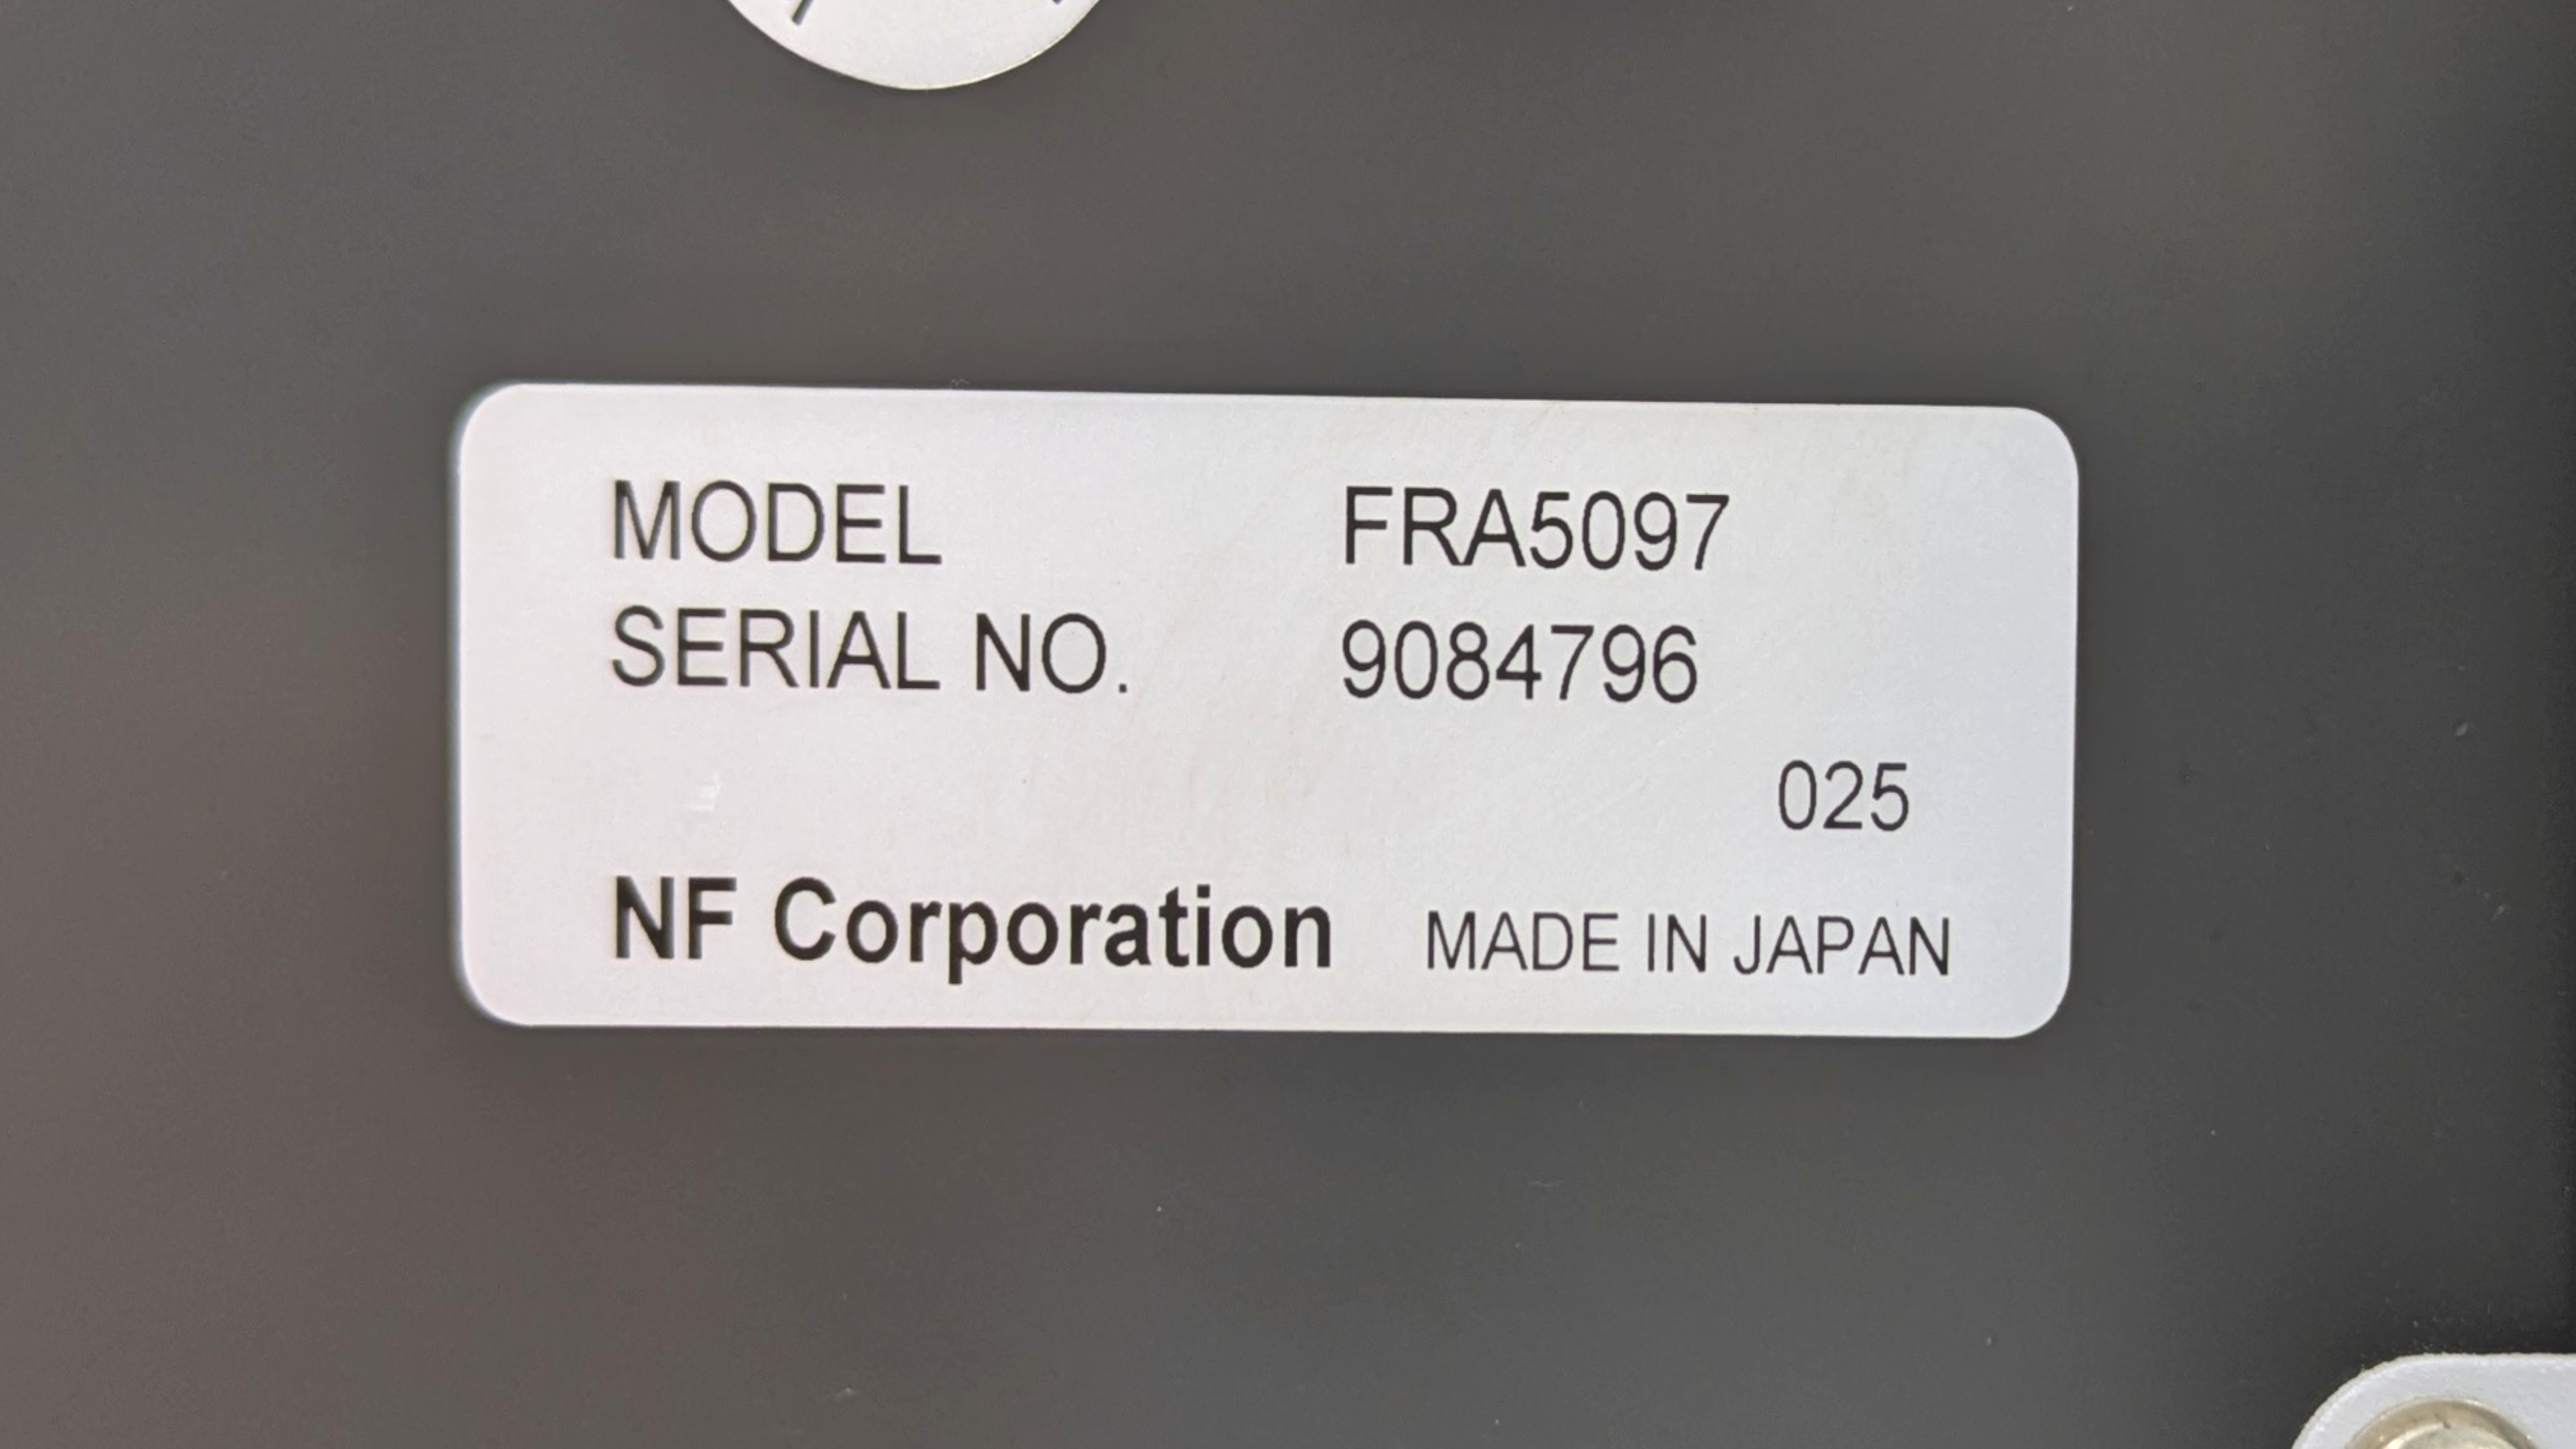 MODEL FRA5097
SERIAL NO. 9084796
025
NF Corporation MADE IN JAPAN